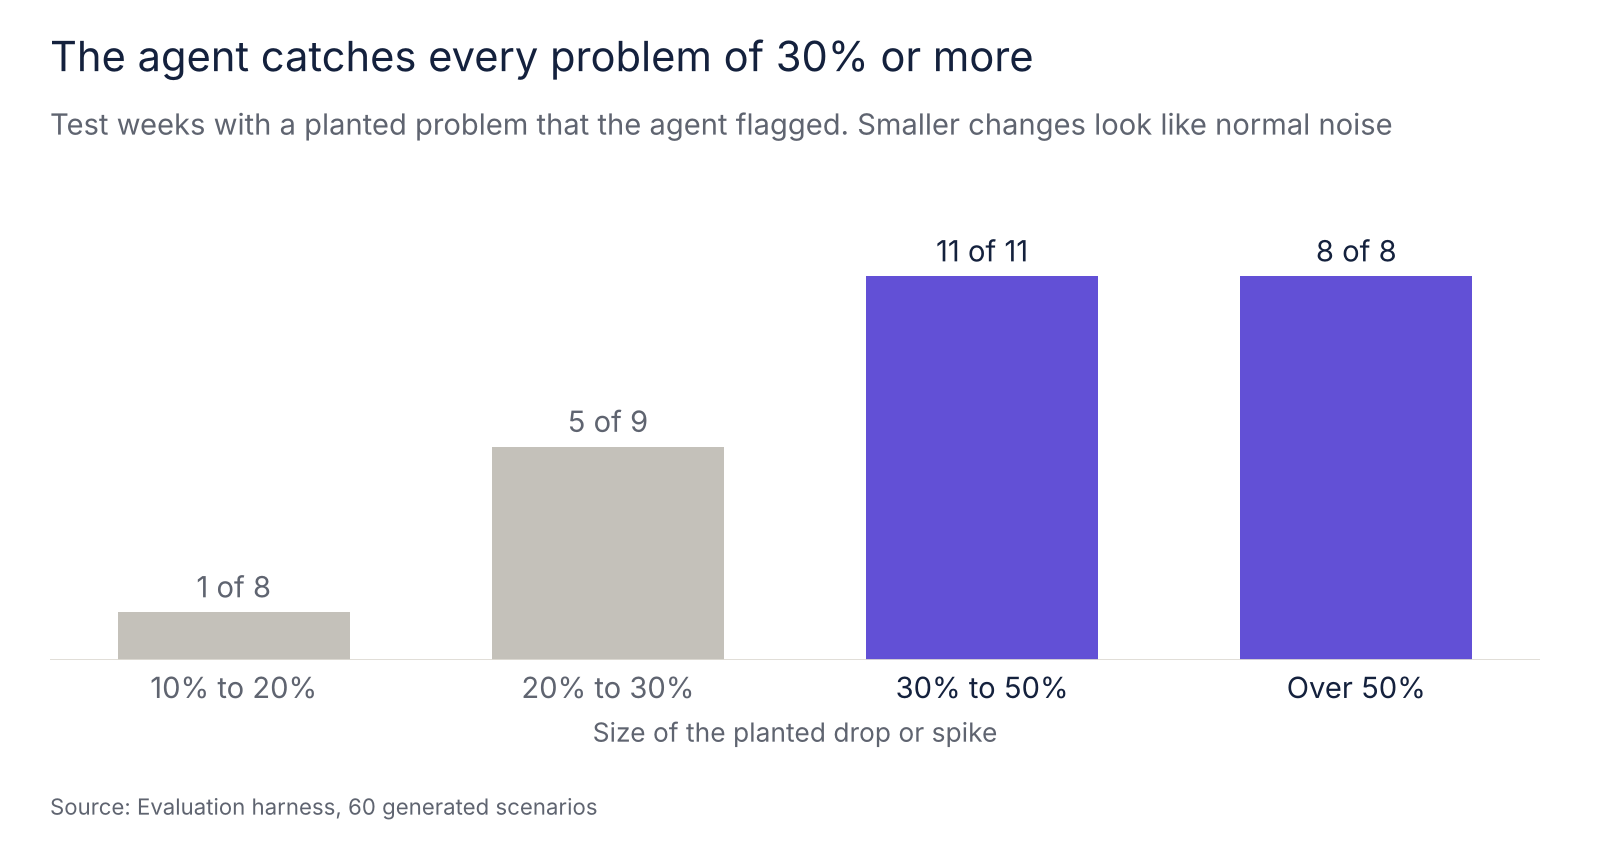 The agent catches every problem of 30% or more
Test weeks with a planted problem that the agent flagged. Smaller changes look like normal noise
1 of 8
5 of 9
11 of 11
8 of 8
10% to 20%
20% to 30%
30% to 50%
Over 50%
Size of the planted drop or spike
Source: Evaluation harness, 60 generated scenarios